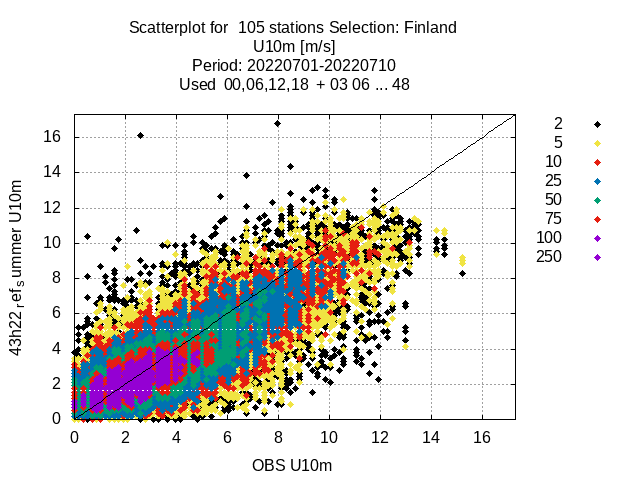 Scatterplot for 105 stations Selection: Finland
U10m [m/s]
Period: 20220701-20220710
Used 00,06,12,18 + 03 06 ... 48
2
5
10
25
50
75
100
250
16
14
12
10
8
6
4
2
0
43h22refsummer U10m
0 2 4 6 8 10 12 14 16
OBS U10m